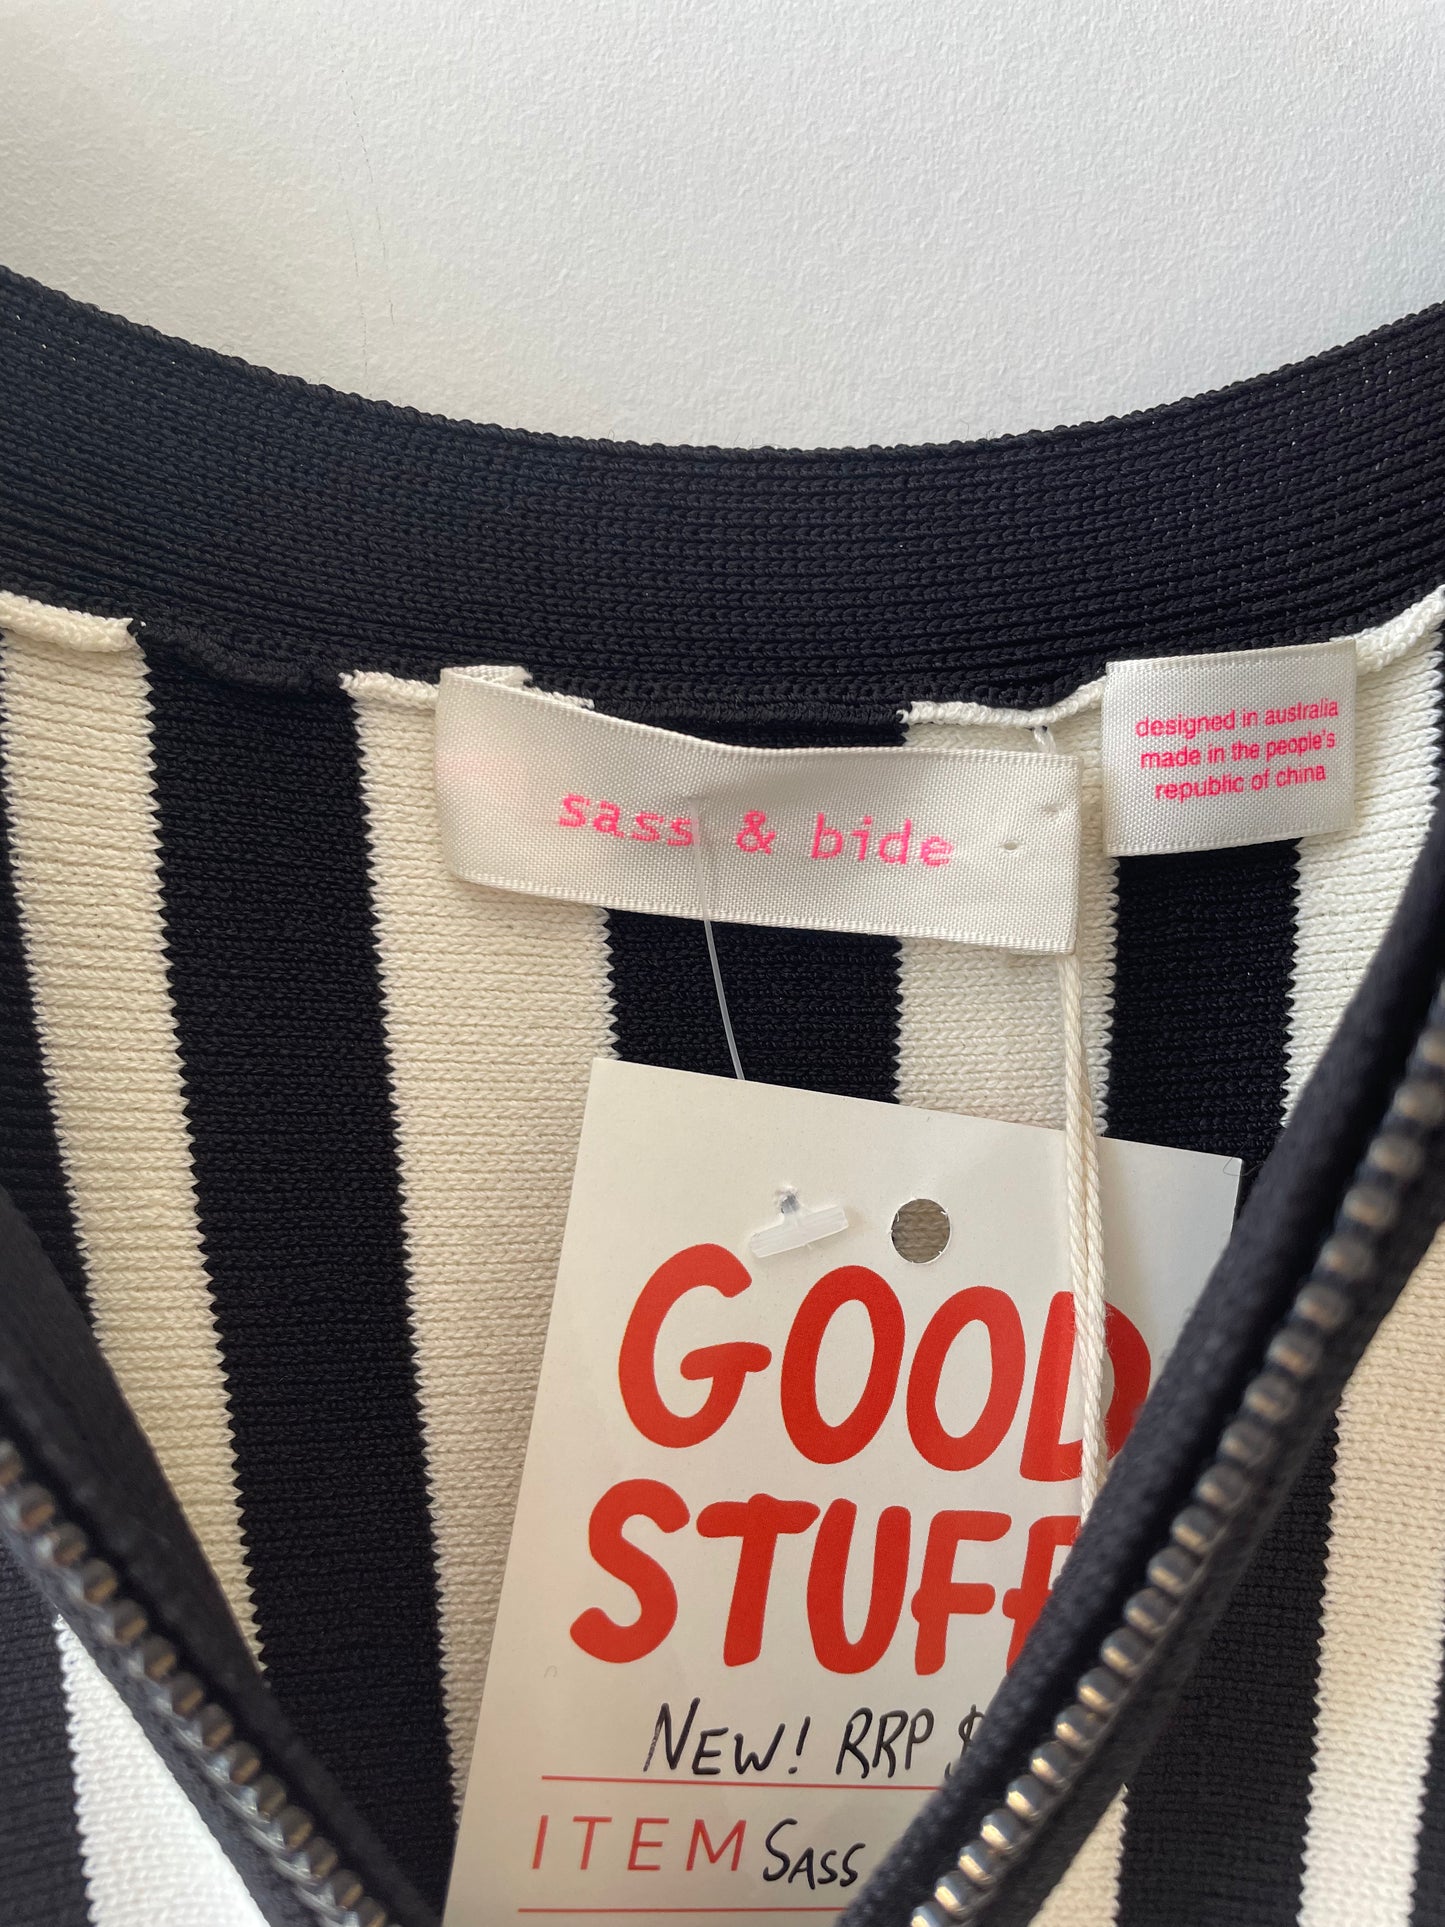 sass & bide
designed in australia
made in the people's
republic of china
GOOD
STUFF
NEW! RRP $
ITEM SASS